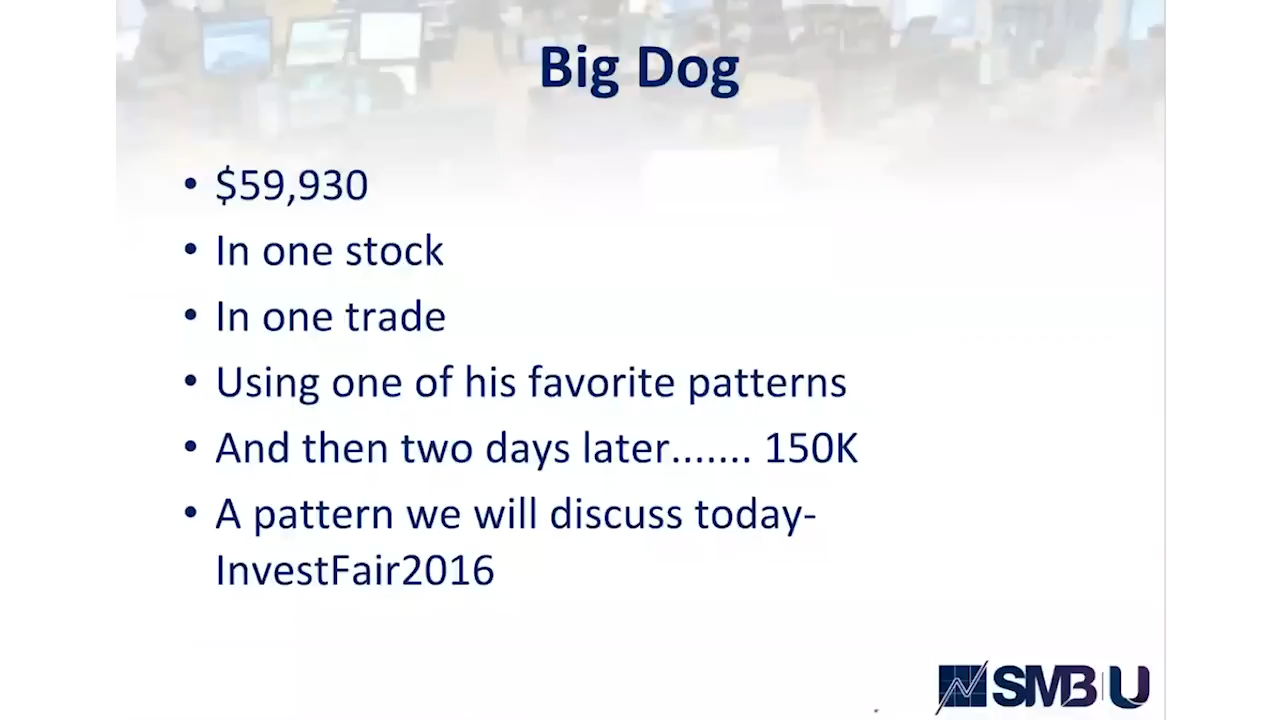 Big Dog
• $59,930
• In one stock
• In one trade
• Using one of his favorite patterns
• And then two days later....... 150K
• A pattern we will discuss today-
InvestFair2016
SMB U